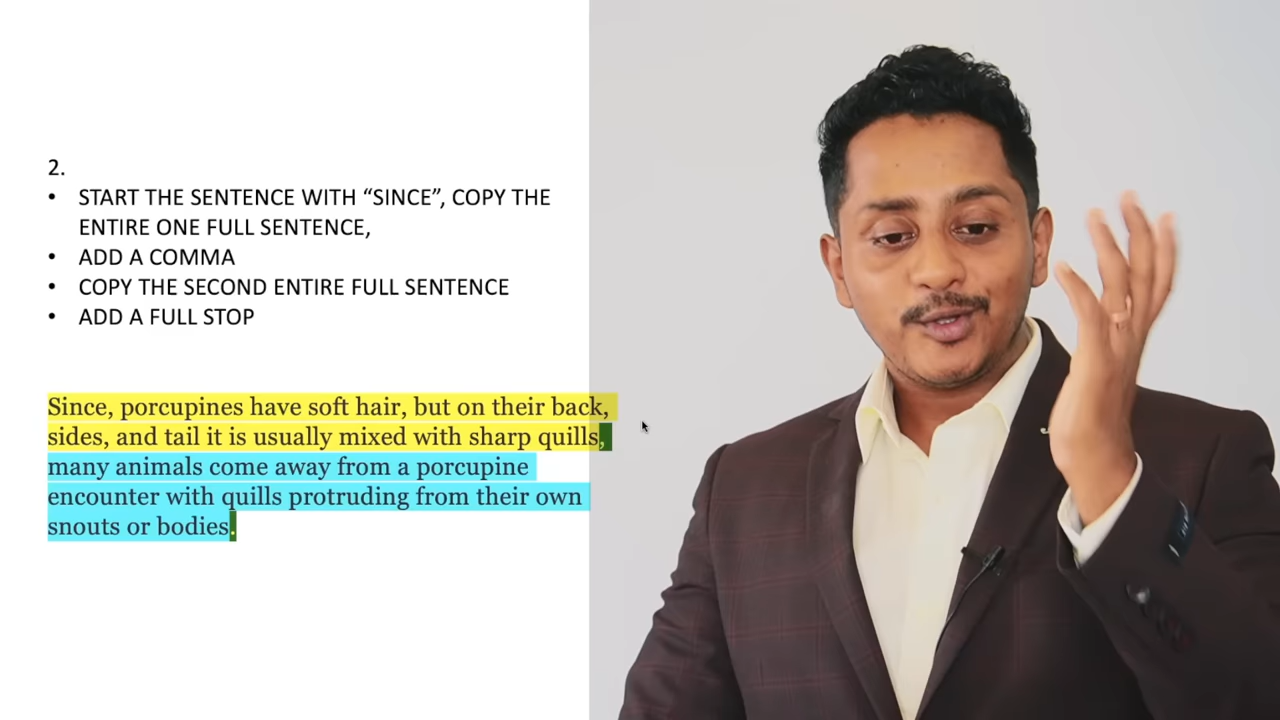 2.
• START THE SENTENCE WITH “SINCE”, COPY THE
ENTIRE ONE FULL SENTENCE,
• ADD A COMMA
• COPY THE SECOND ENTIRE FULL SENTENCE
• ADD A FULL STOP
Since, porcupines have soft hair, but on their back,
sides, and tail it is usually mixed with sharp quills,
many animals come away from a porcupine
encounter with quills protruding from their own
snouts or bodies.